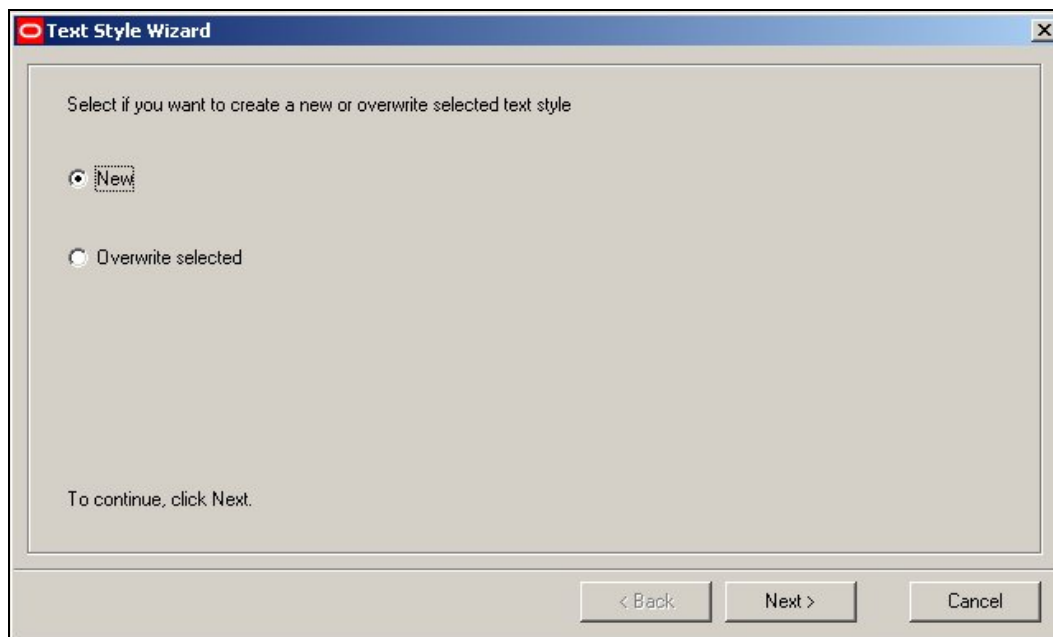 Text Style Wizard
Select if you want to create a new or overwrite selected text style
New
Overwrite selected
To continue, click Next.
< Back
Next >
Cancel